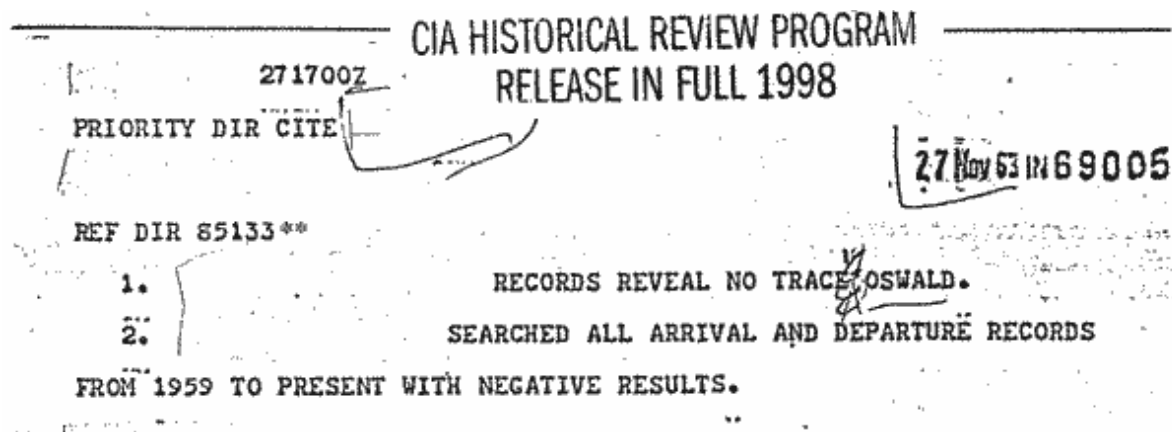 CIA HISTORICAL REVIEW PROGRAM
RELEASE IN FULL 1998
271700Z
PRIORITY DIR CITE
27 Nov 63 IN 69005
REF DIR 85133**
1. RECORDS REVEAL NO TRACE OSWALD.
2. SEARCHED ALL ARRIVAL AND DEPARTURE RECORDS
FROM 1959 TO PRESENT WITH NEGATIVE RESULTS.